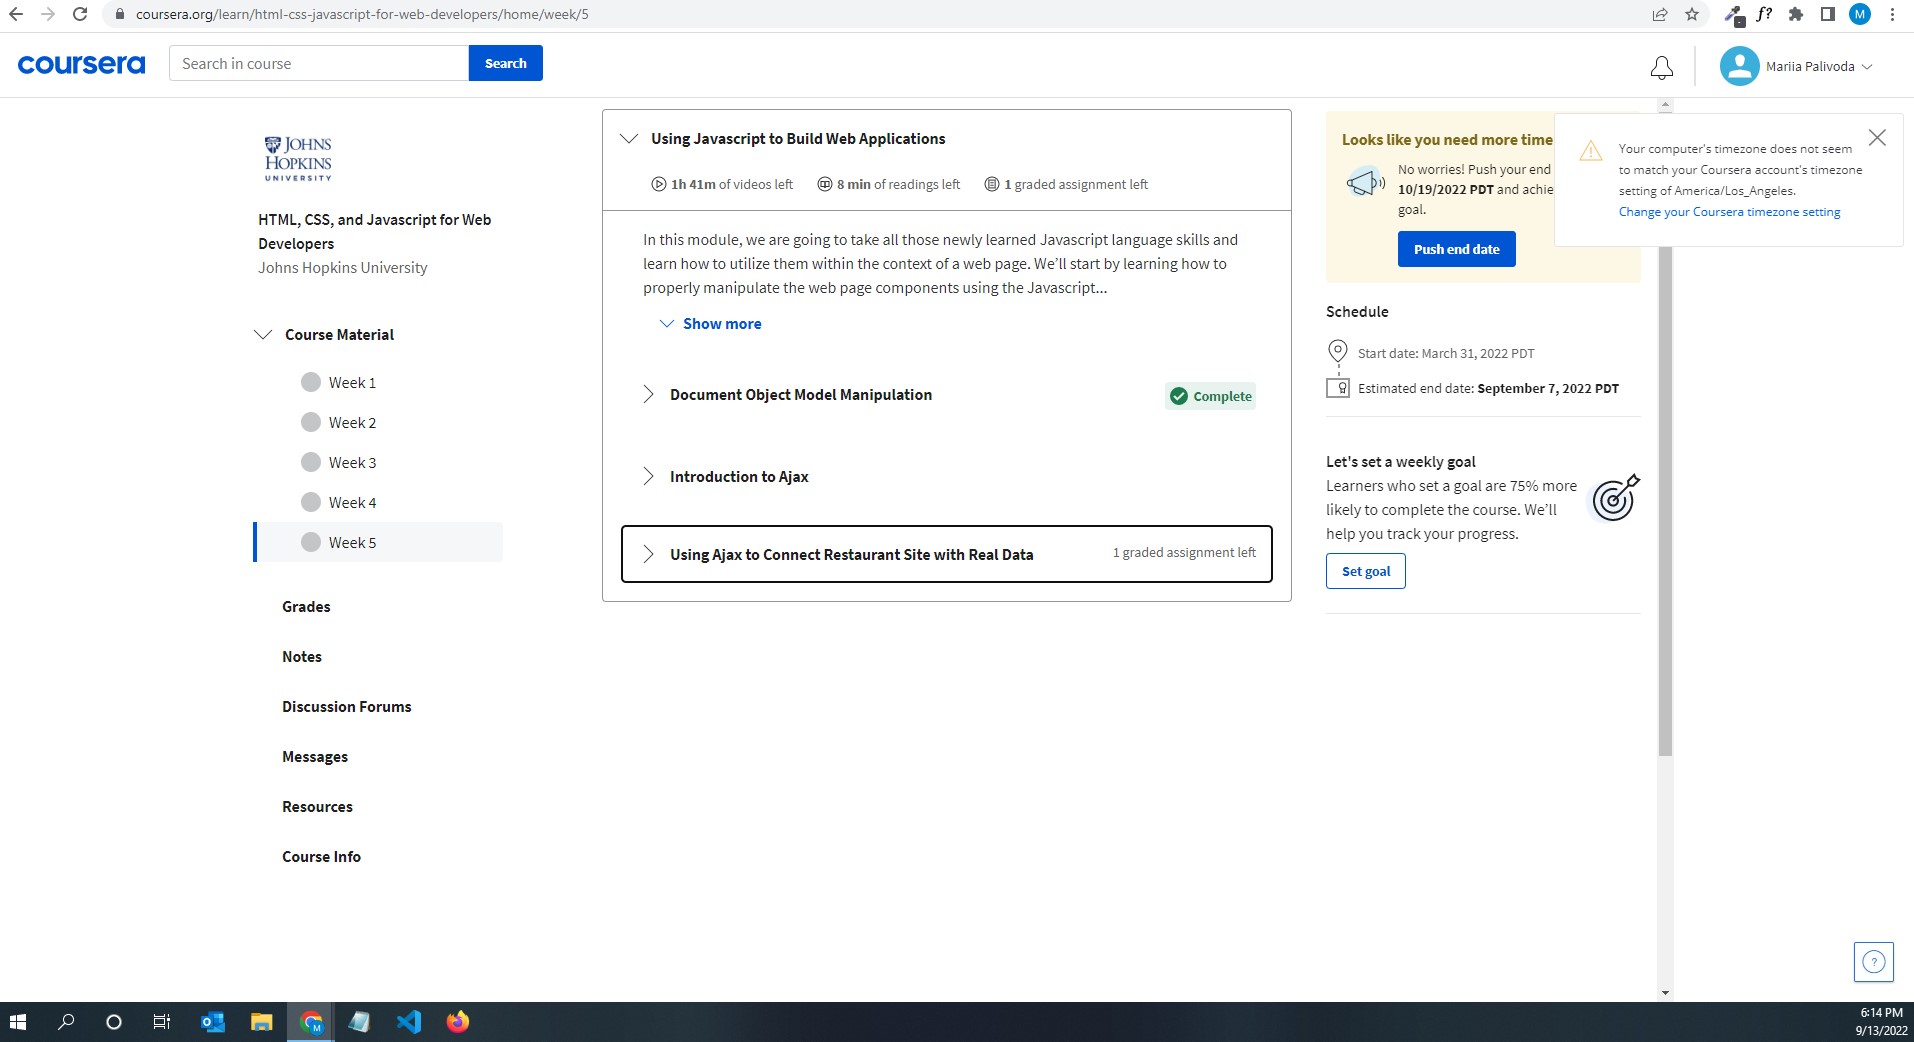 coursera.org/learn/html-css-javascript-for-web-developers/home/week/5
f?
M
coursera
Search in course
Search
Mariia Palivoda
JOHNS
HOPKINS
UNIVERSITY
HTML, CSS, and Javascript for Web
Developers
Johns Hopkins University
Course Material
Week 1
Week 2
Week 3
Week 4
Week 5
Grades
Notes
Discussion Forums
Messages
Resources
Course Info
Using Javascript to Build Web Applications
1h 41m of videos left
8 min of readings left
1 graded assignment left
In this module, we are going to take all those newly learned Javascript language skills and
learn how to utilize them within the context of a web page. We’ll start by learning how to
properly manipulate the web page components using the Javascript...
Show more
Document Object Model Manipulation
Complete
Introduction to Ajax
Using Ajax to Connect Restaurant Site with Real Data
1 graded assignment left
Looks like you need more time
No worries! Push your end
10/19/2022 PDT and achie
goal.
Push end date
Your computer's timezone does not seem
to match your Coursera account's timezone
setting of America/Los_Angeles.
Change your Coursera timezone setting
Schedule
Start date: March 31, 2022 PDT
Estimated end date: September 7, 2022 PDT
Let's set a weekly goal
Learners who set a goal are 75% more
likely to complete the course. We’ll
help you track your progress.
Set goal
?
M
6:14 PM
9/13/2022